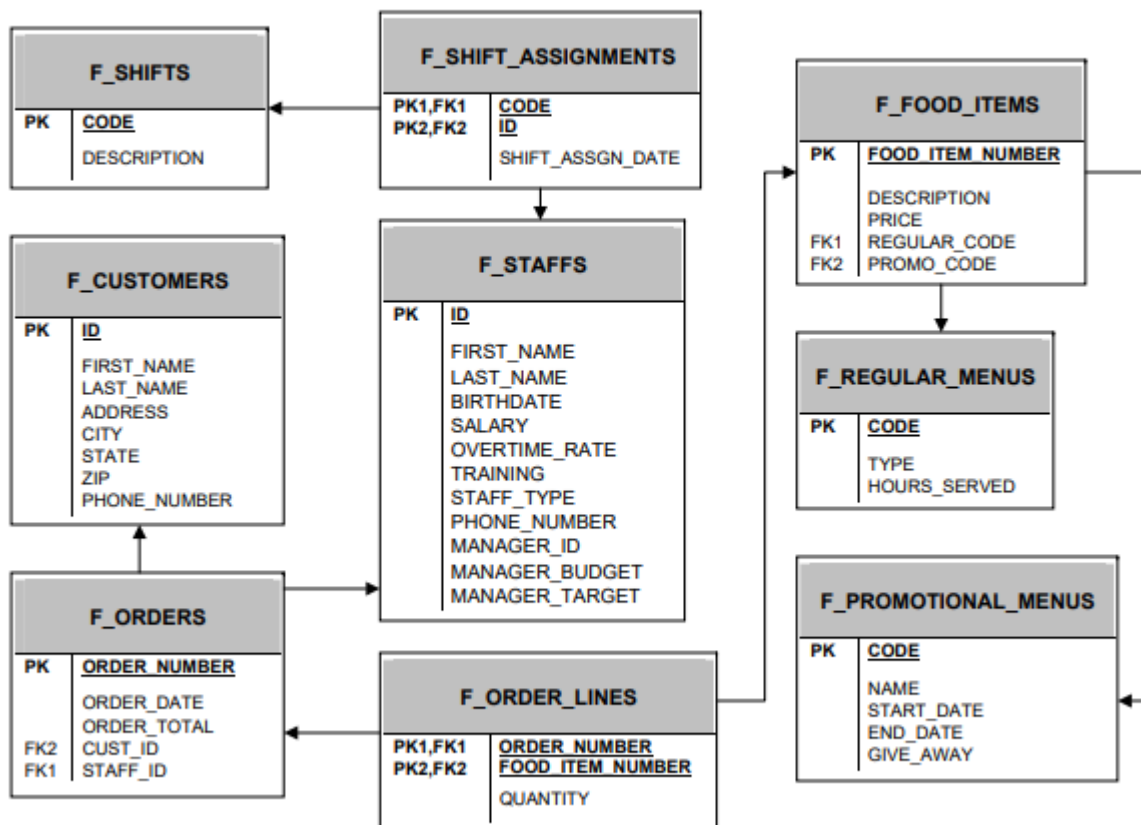 F_SHIFTS
PK CODE
DESCRIPTION
F_SHIFT_ASSIGNMENTS
PK1,FK1 CODE
PK2,FK2 ID
SHIFT_ASSGN_DATE
F_FOOD_ITEMS
PK FOOD_ITEM_NUMBER
DESCRIPTION
PRICE
FK1 REGULAR_CODE
FK2 PROMO_CODE
F_CUSTOMERS
PK ID
FIRST_NAME
LAST_NAME
ADDRESS
CITY
STATE
ZIP
PHONE_NUMBER
F_STAFFS
PK ID
FIRST_NAME
LAST_NAME
BIRTHDATE
SALARY
OVERTIME_RATE
TRAINING
STAFF_TYPE
PHONE_NUMBER
MANAGER_ID
MANAGER_BUDGET
MANAGER_TARGET
F_REGULAR_MENUS
PK CODE
TYPE
HOURS_SERVED
F_ORDERS
PK ORDER_NUMBER
ORDER_DATE
ORDER_TOTAL
FK2 CUST_ID
FK1 STAFF_ID
F_ORDER_LINES
PK1,FK1 ORDER_NUMBER
PK2,FK2 FOOD_ITEM_NUMBER
QUANTITY
F_PROMOTIONAL_MENUS
PK CODE
NAME
START_DATE
END_DATE
GIVE_AWAY